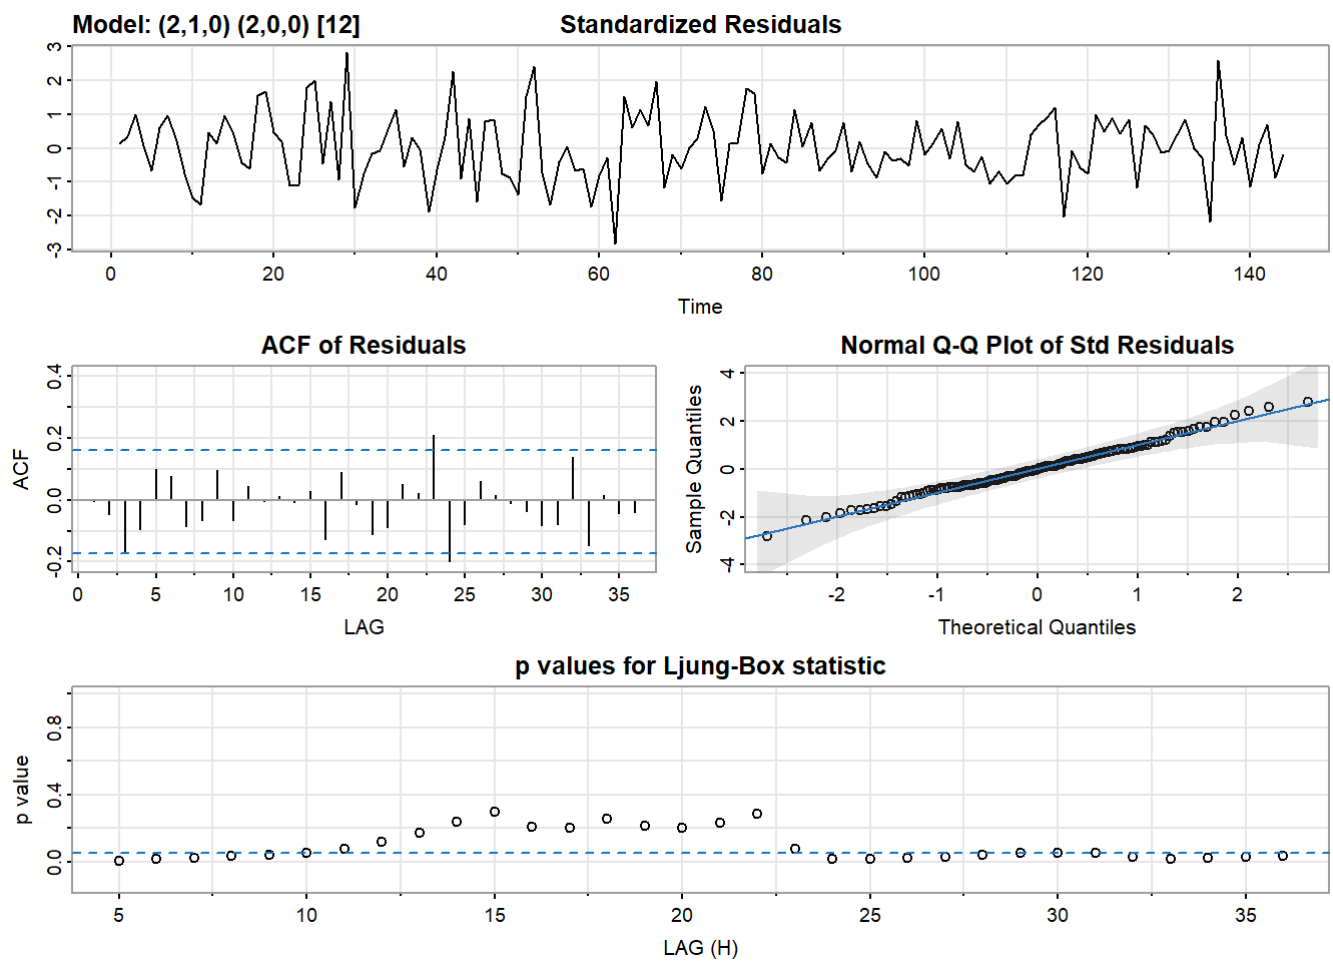 Model: (2,1,0) (2,0,0) [12]
Standardized Residuals
3
2
1
0
-1
-2
-3
0 20 40 60 80 100 120 140
Time
ACF of Residuals
ACF
0.4
0.2
0.0
-0.2
0 5 10 15 20 25 30 35
LAG
Normal Q-Q Plot of Std Residuals
Sample Quantiles
4
2
0
-2
-4
-2 -1 0 1 2
Theoretical Quantiles
p values for Ljung-Box statistic
p value
0.8
0.4
0.0
5 10 15 20 25 30 35
LAG (H)